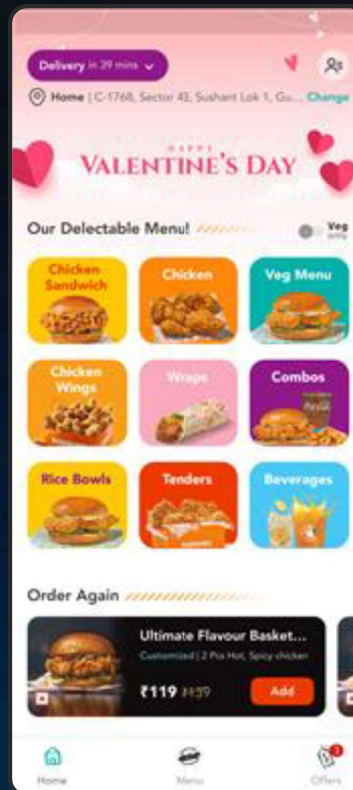 Delivery in 39 mins
Home | C-1768, Sector 43, Sushant Lok 1, Gu... Change
HAPPY
VALENTINE'S DAY
Our Delectable Menu!
Veg
only
Chicken
Sandwich
Chicken
Veg Menu
Chicken
Wings
Wraps
Combos
Rice Bowls
Tenders
Beverages
Order Again
Ultimate Flavour Basket...
Customized | 2 Pcs Hot, Spicy chicken
₹119
Add
Home
Menu
Offers